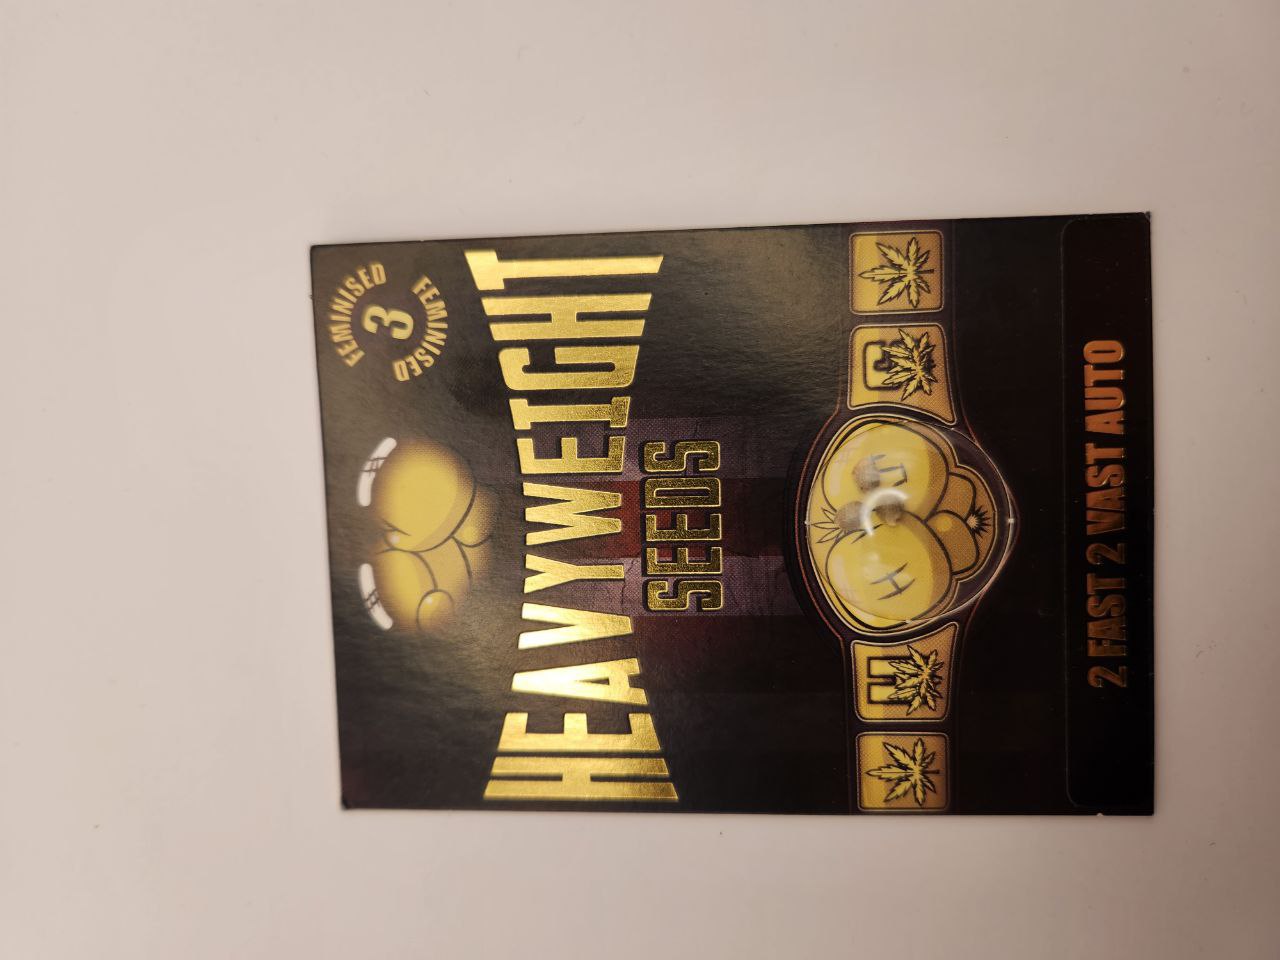 FEMINISED
3
FEMINISED
HEAVYWEIGHT
SEEDS
H
S
H
C
2 FAST 2 VAST AUTO